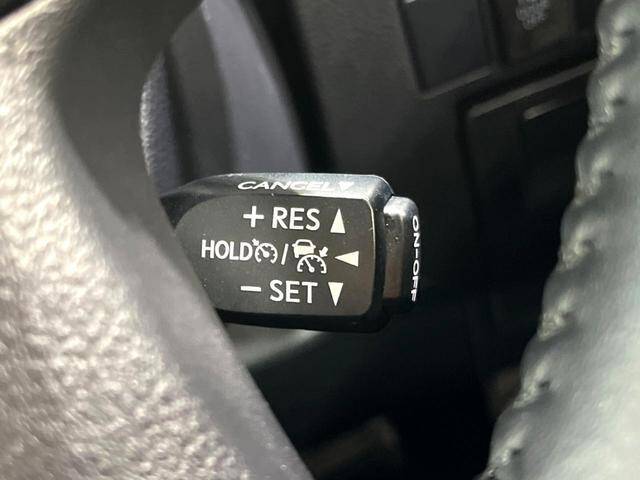 CANCEL▼
+ RES ▲
HOLD / ◄
− SET ▼
ON-OFF